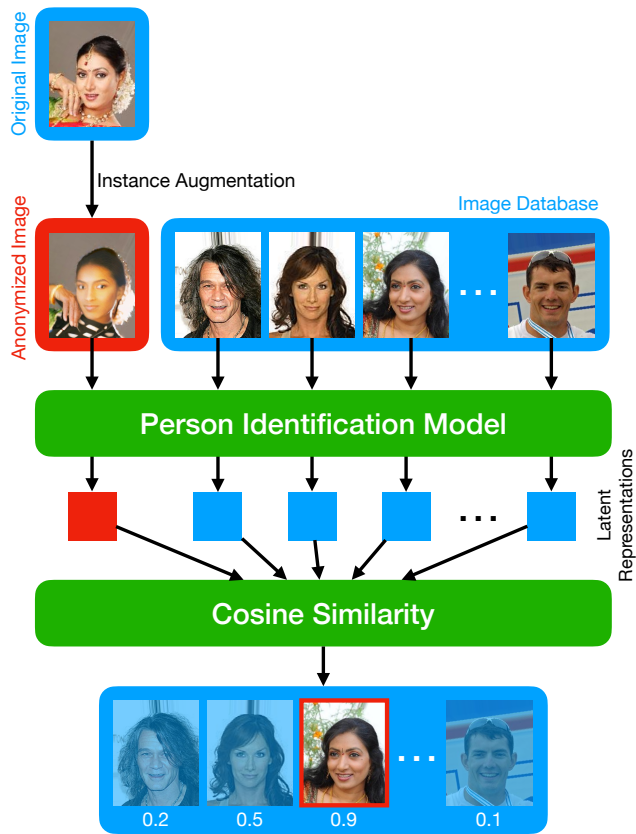 Original Image
Instance Augmentation
Anonymized Image
Image Database
...
Person Identification Model
Latent
Representations
...
Cosine Similarity
...
0.2 0.5 0.9 0.1